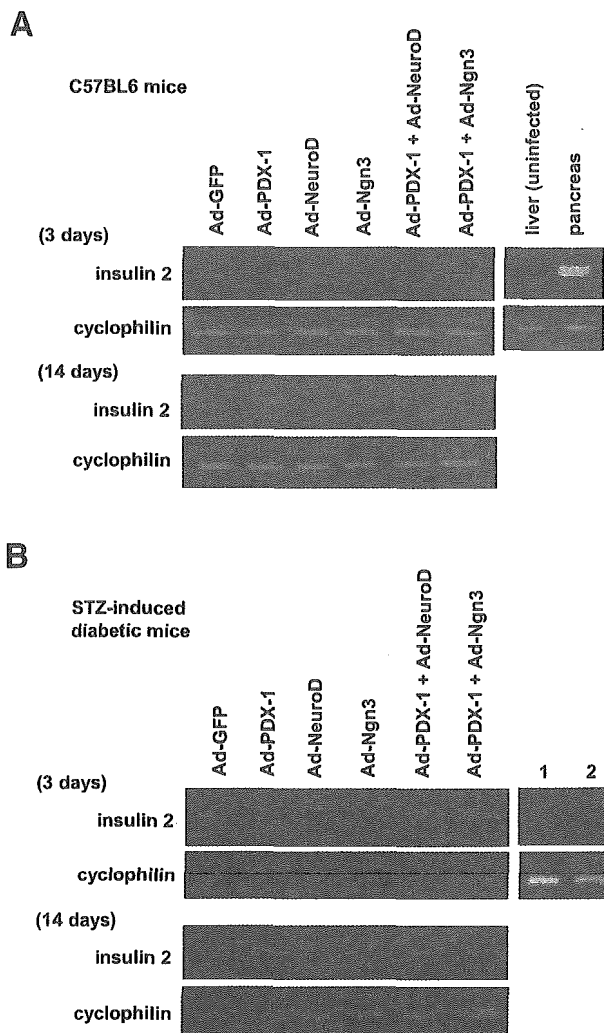 A
C57BL6 mice
Ad-GFP
Ad-PDX-1
Ad-NeuroD
Ad-Ngn3
Ad-PDX-1 + Ad-NeuroD
Ad-PDX-1 + Ad-Ngn3
liver (uninfected)
pancreas
(3 days)
insulin 2
cyclophilin
(14 days)
insulin 2
cyclophilin
B
STZ-induced
diabetic mice
Ad-GFP
Ad-PDX-1
Ad-NeuroD
Ad-Ngn3
Ad-PDX-1 + Ad-NeuroD
Ad-PDX-1 + Ad-Ngn3
1 2
(3 days)
insulin 2
cyclophilin
(14 days)
insulin 2
cyclophilin